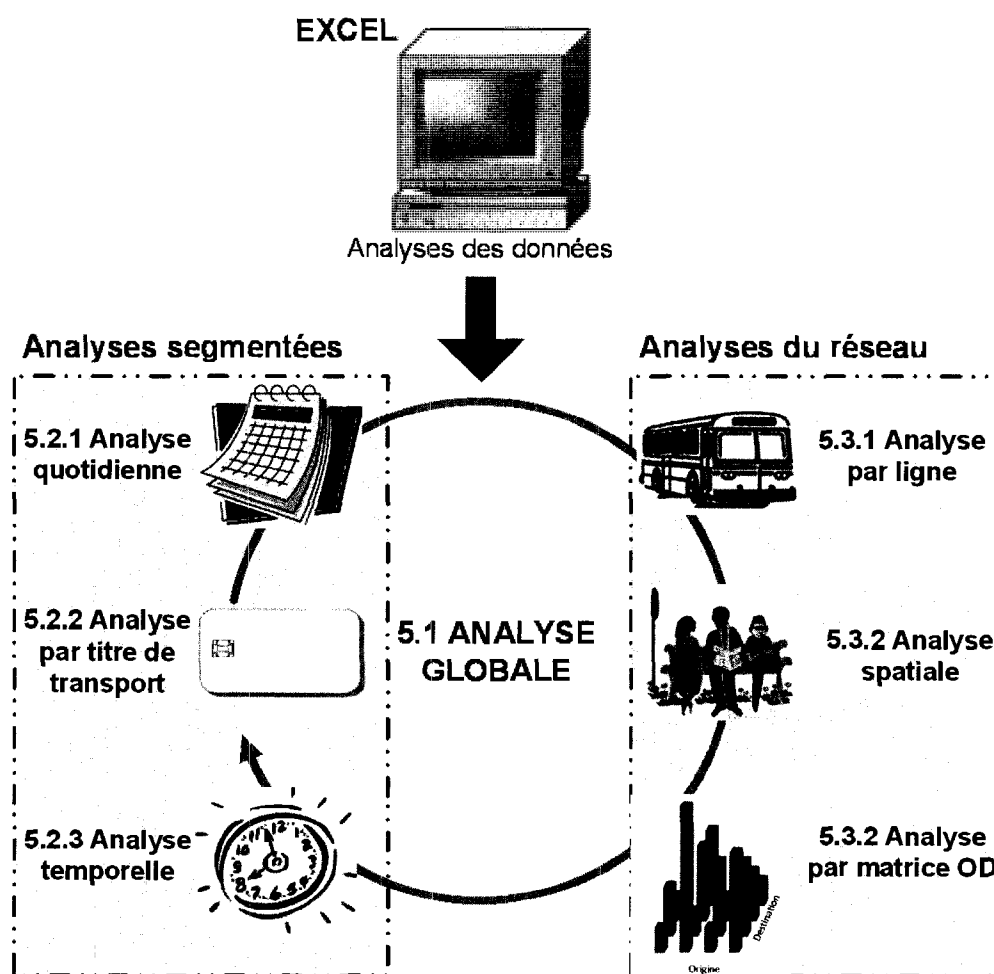 EXCEL
Analyses des données
Analyses segmentées
5.2.1 Analyse
quotidienne
5.2.2 Analyse
par titre de
transport
5.2.3 Analyse
temporelle
5.1 ANALYSE
GLOBALE
Analyses du réseau
5.3.1 Analyse
par ligne
5.3.2 Analyse
spatiale
5.3.2 Analyse
par matrice OD
Destination
Origine